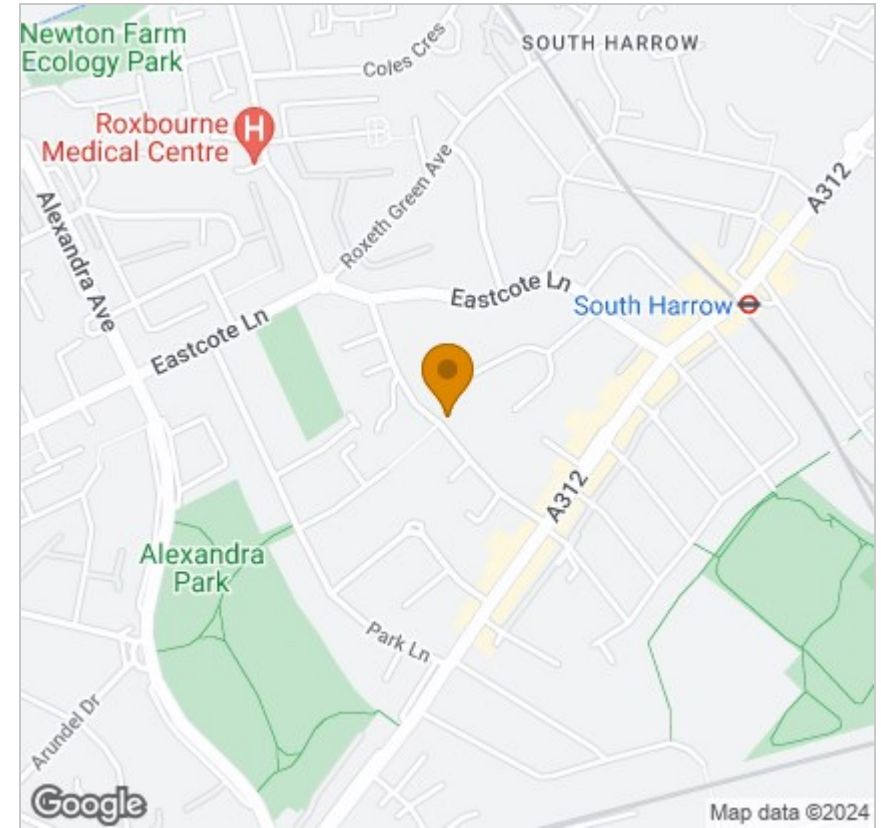 Newton Farm
Ecology Park
Coles Cres
SOUTH HARROW
Roxbourne
Medical Centre
H
A312
Alexandra Ave
Roxeth Green Ave
Eastcote Ln
South Harrow
Eastcote Ln
A312
Alexandra
Park
Park Ln
Arundel Dr
Google
Map data ©2024